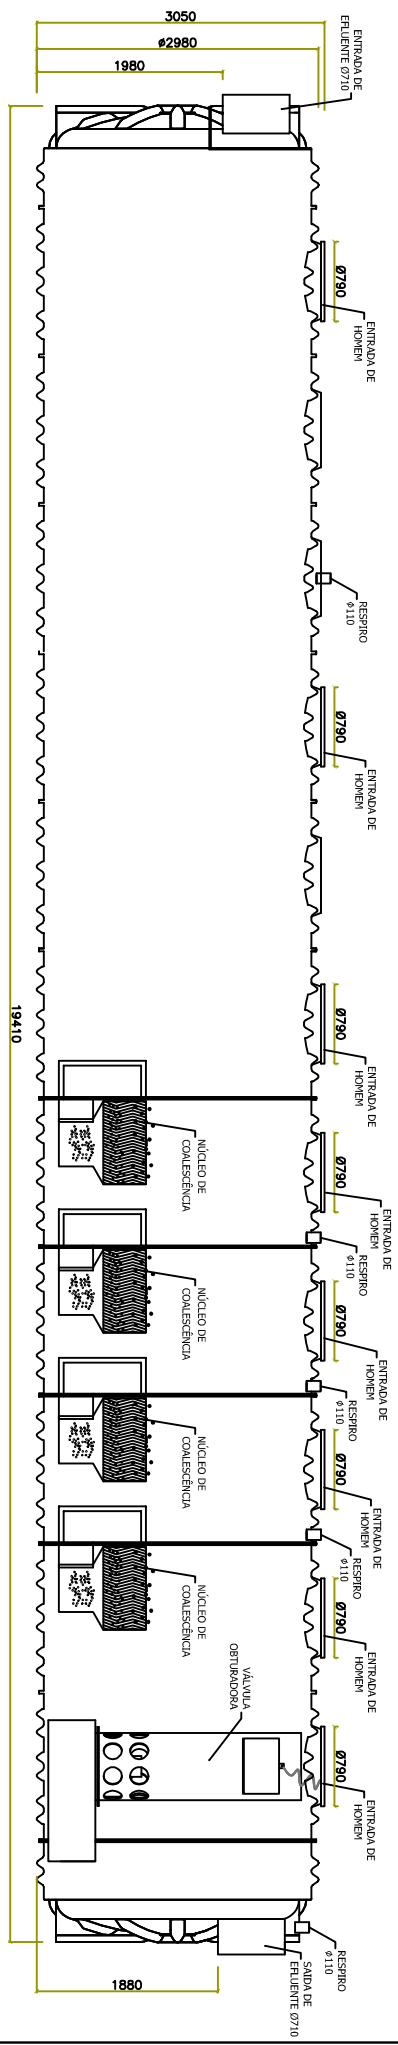 3050
ø2980
1980
ENTRADA DE
EFLUENTE Ø710
Ø790
ENTRADA DE
HOMEM
RESPIRO
ø110
Ø790
ENTRADA DE
HOMEM
19410
Ø790
ENTRADA DE
HOMEM
NÚCLEO DE
COALESCÊNCIA
Ø790
ENTRADA DE
HOMEM
RESPIRO
ø110
NÚCLEO DE
COALESCÊNCIA
Ø790
ENTRADA DE
HOMEM
RESPIRO
ø110
NÚCLEO DE
COALESCÊNCIA
Ø790
ENTRADA DE
HOMEM
RESPIRO
ø110
NÚCLEO DE
COALESCÊNCIA
Ø790
ENTRADA DE
HOMEM
VÁLVULA
OBTURADORA
Ø790
ENTRADA DE
HOMEM
RESPIRO
ø110
SAÍDA DE
EFLUENTE Ø710
1880